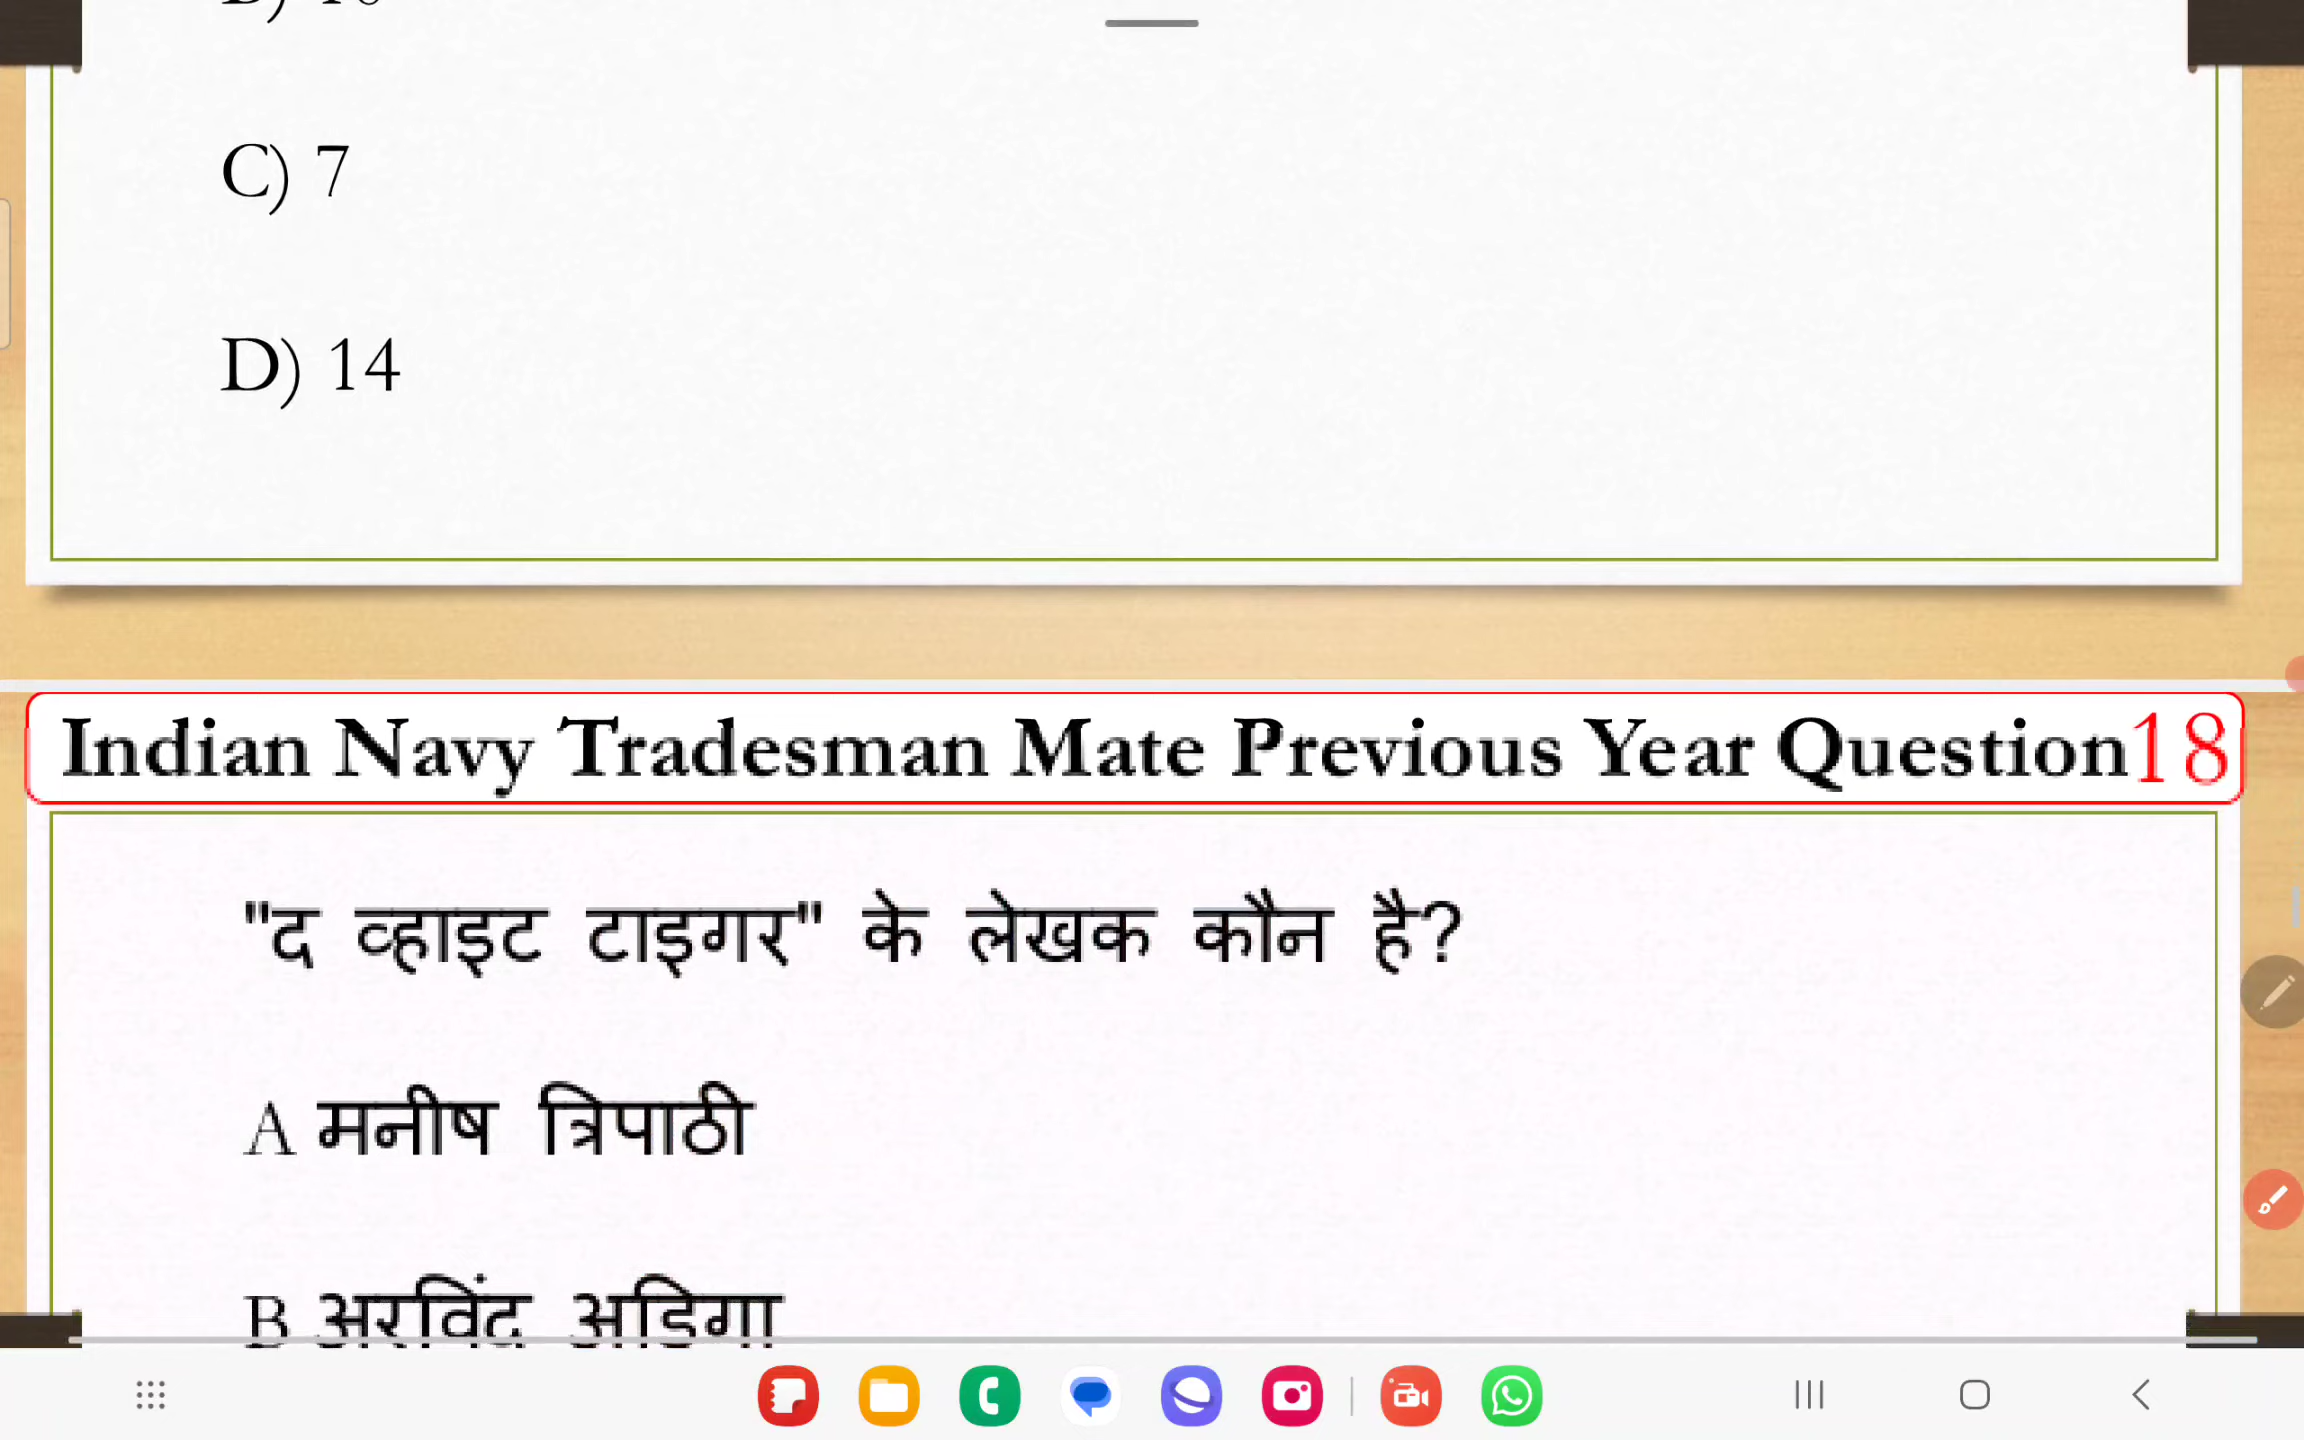 C) 7
D) 14
Indian Navy Tradesman Mate Previous Year Question18
"द व्हाइट टाइगर" के लेखक कौन है?
A मनीष त्रिपाठी
B अरविंद अडिगा